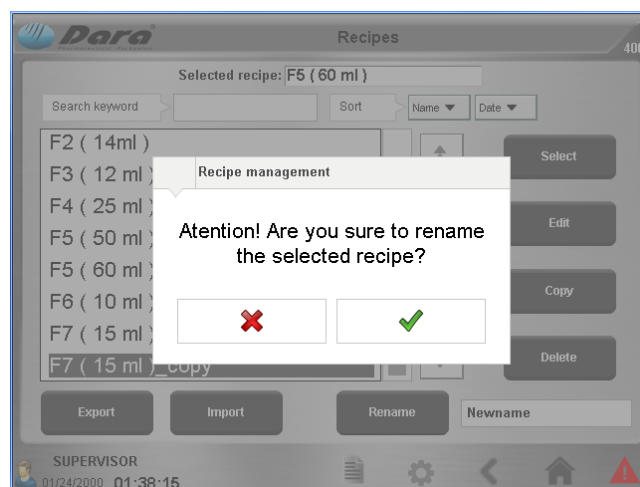 Dara
Recipes
400
Selected recipe: F5 ( 60 ml )
Search keyword
Sort
Name ▼
Date ▼
F2 ( 14ml )
F3 ( 12 ml )
F4 ( 25 ml )
F5 ( 50 ml )
F5 ( 60 ml )
F6 ( 10 ml )
F7 ( 15 ml )
F7 ( 15 ml )_copy
Select
Edit
Copy
Delete
Recipe management
Atention! Are you sure to rename
the selected recipe?
Export
Import
Rename
Newname
SUPERVISOR
01/24/2000 01:38:15